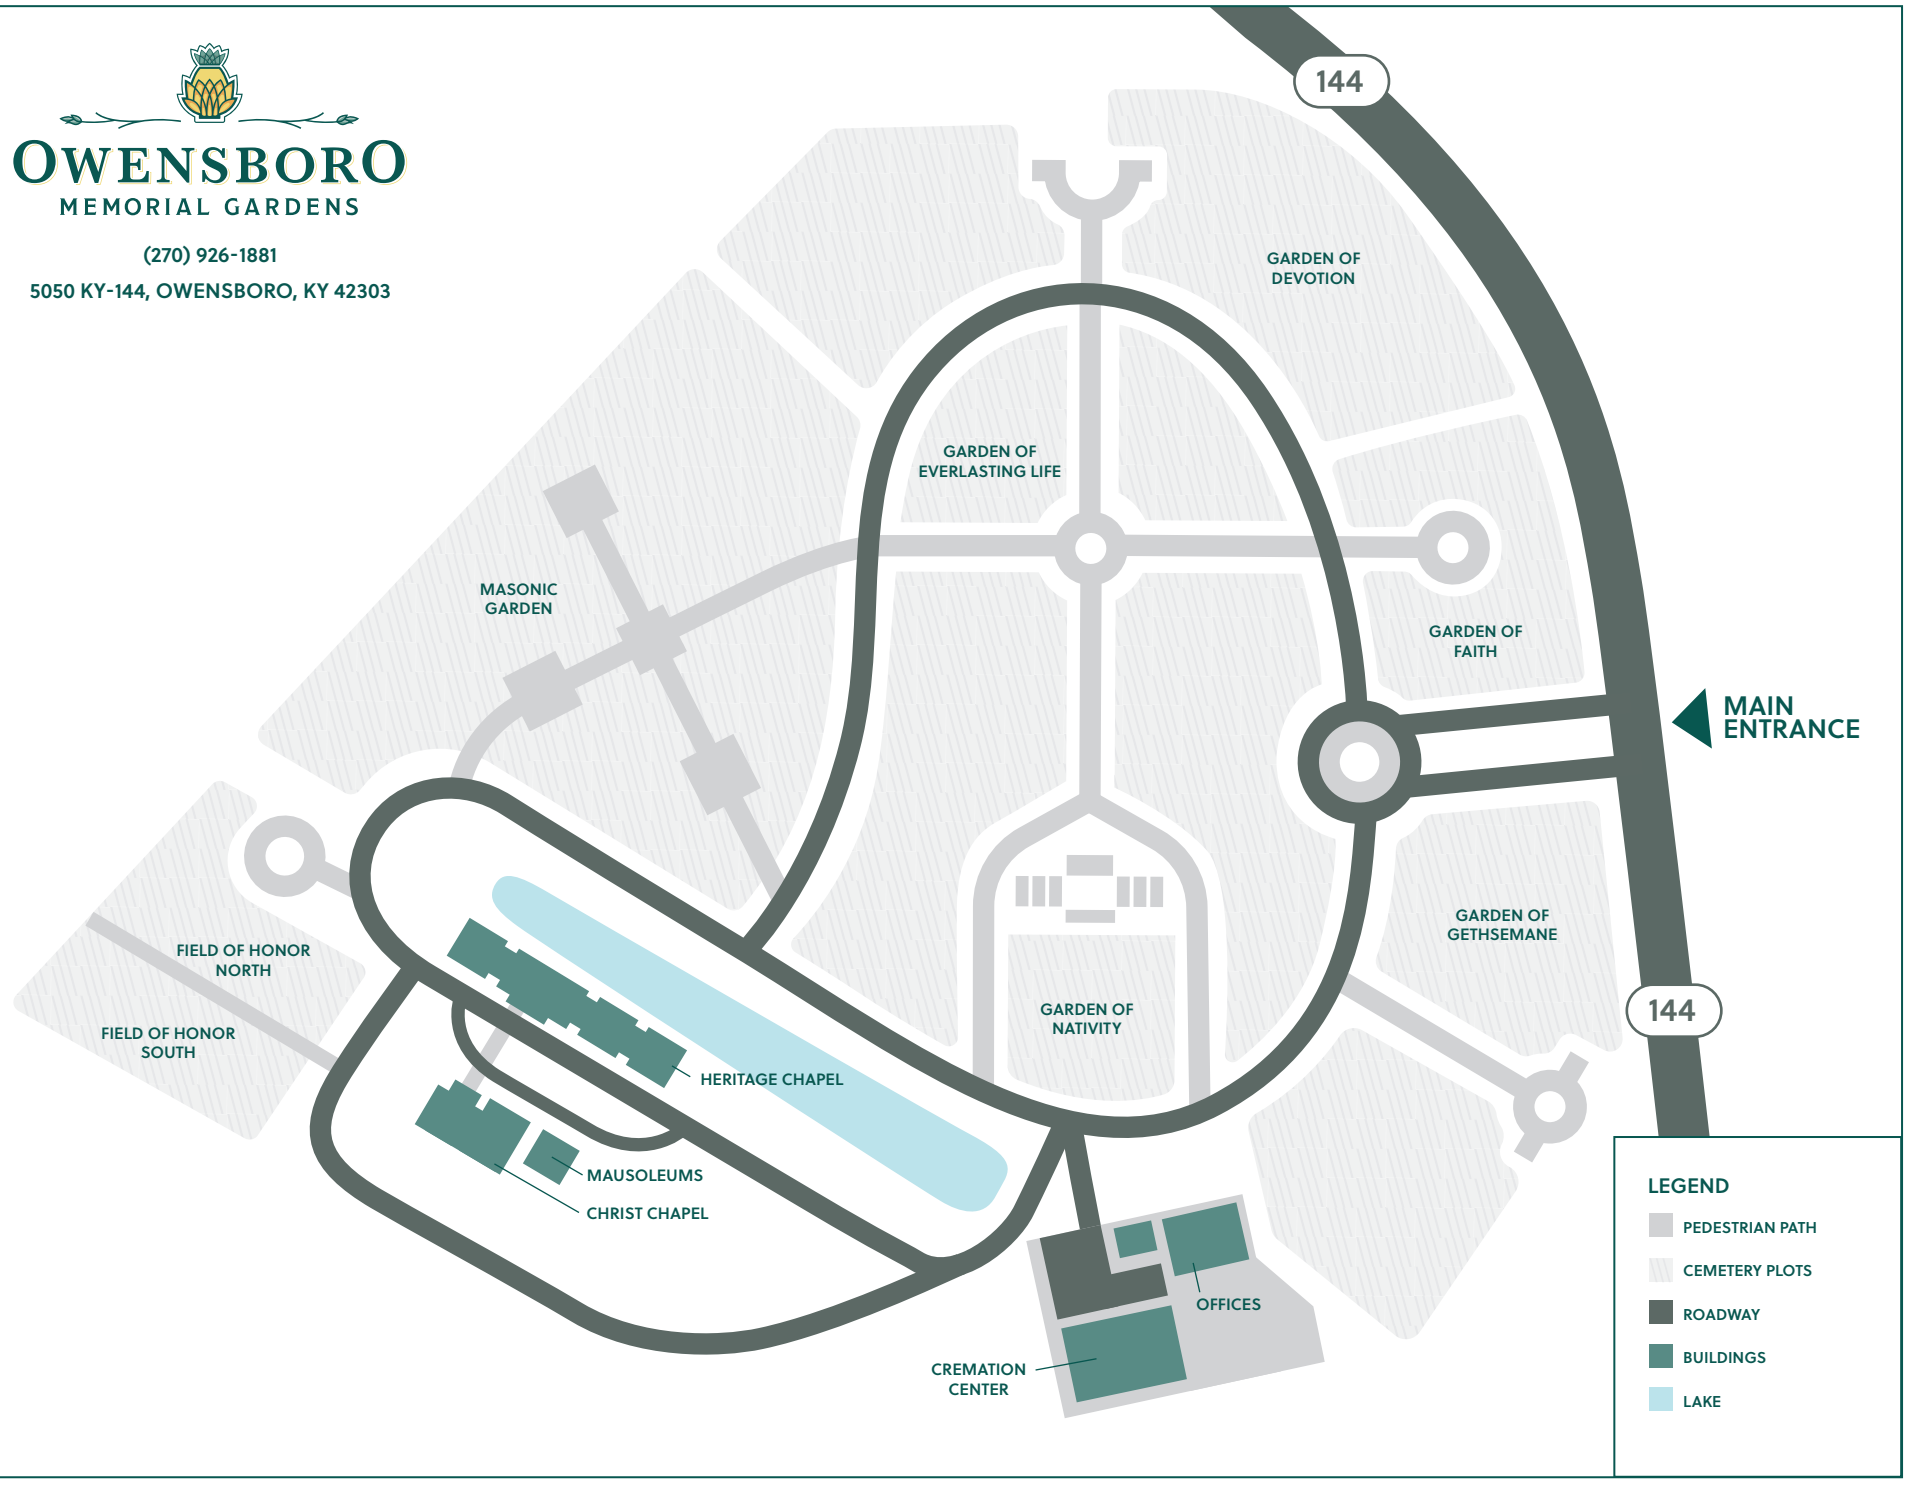 OWENSBORO
MEMORIAL GARDENS
(270) 926-1881
5050 KY-144, OWENSBORO, KY 42303
144
GARDEN OF
DEVOTION
GARDEN OF
EVERLASTING LIFE
MASONIC
GARDEN
GARDEN OF
FAITH
MAIN
ENTRANCE
GARDEN OF
GETHSEMANE
FIELD OF HONOR
NORTH
FIELD OF HONOR
SOUTH
GARDEN OF
NATIVITY
144
HERITAGE CHAPEL
MAUSOLEUMS
CHRIST CHAPEL
OFFICES
CREMATION
CENTER
LEGEND
PEDESTRIAN PATH
CEMETERY PLOTS
ROADWAY
BUILDINGS
LAKE